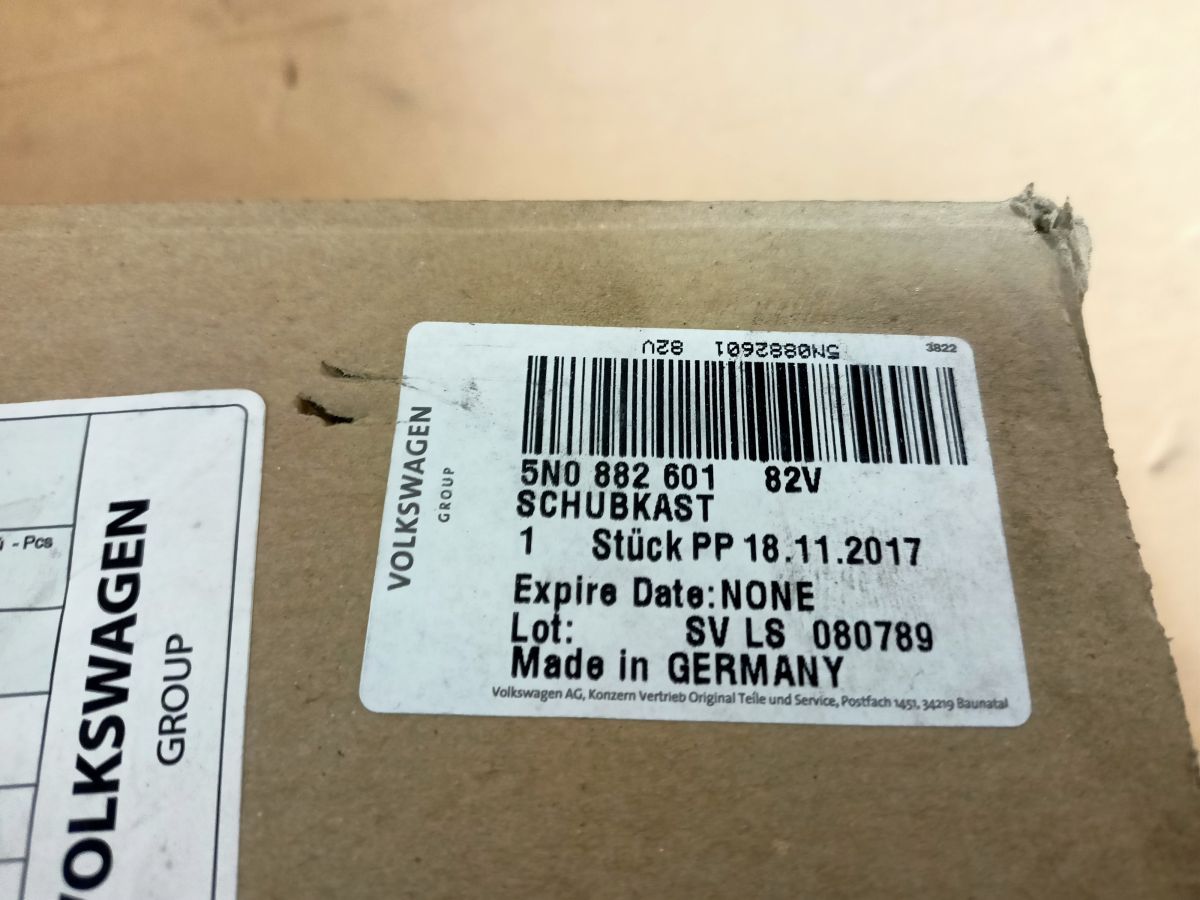 5N0882601 82V
3822
VOLKSWAGEN
GROUP
5N0 882 601 82V
SCHUBKAST
1 Stück PP 18.11.2017
Expire Date:NONE
Lot: SV LS 080789
Made in GERMANY
Volkswagen AG, Konzern Vertrieb Original Teile und Service, Postfach 1451, 34219 Baunatal
- Pcs
VOLKSWAGEN
GROUP